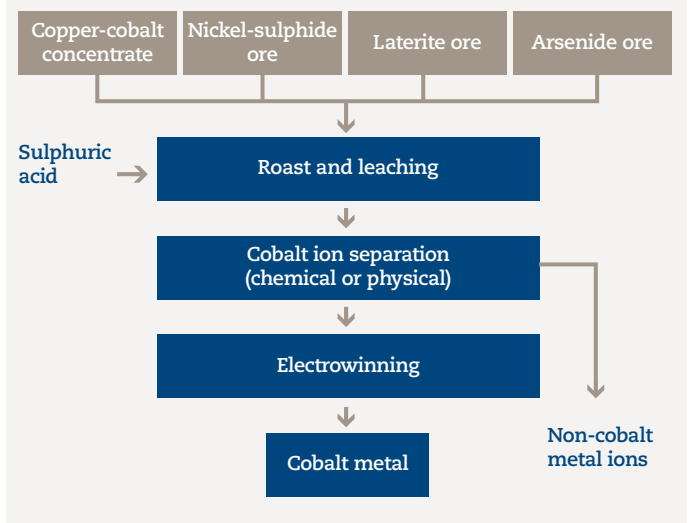 Copper-cobalt
concentrate
Nickel-sulphide
ore
Laterite ore
Arsenide ore
Sulphuric
acid
Roast and leaching
Cobalt ion separation
(chemical or physical)
Electrowinning
Non-cobalt
metal ions
Cobalt metal